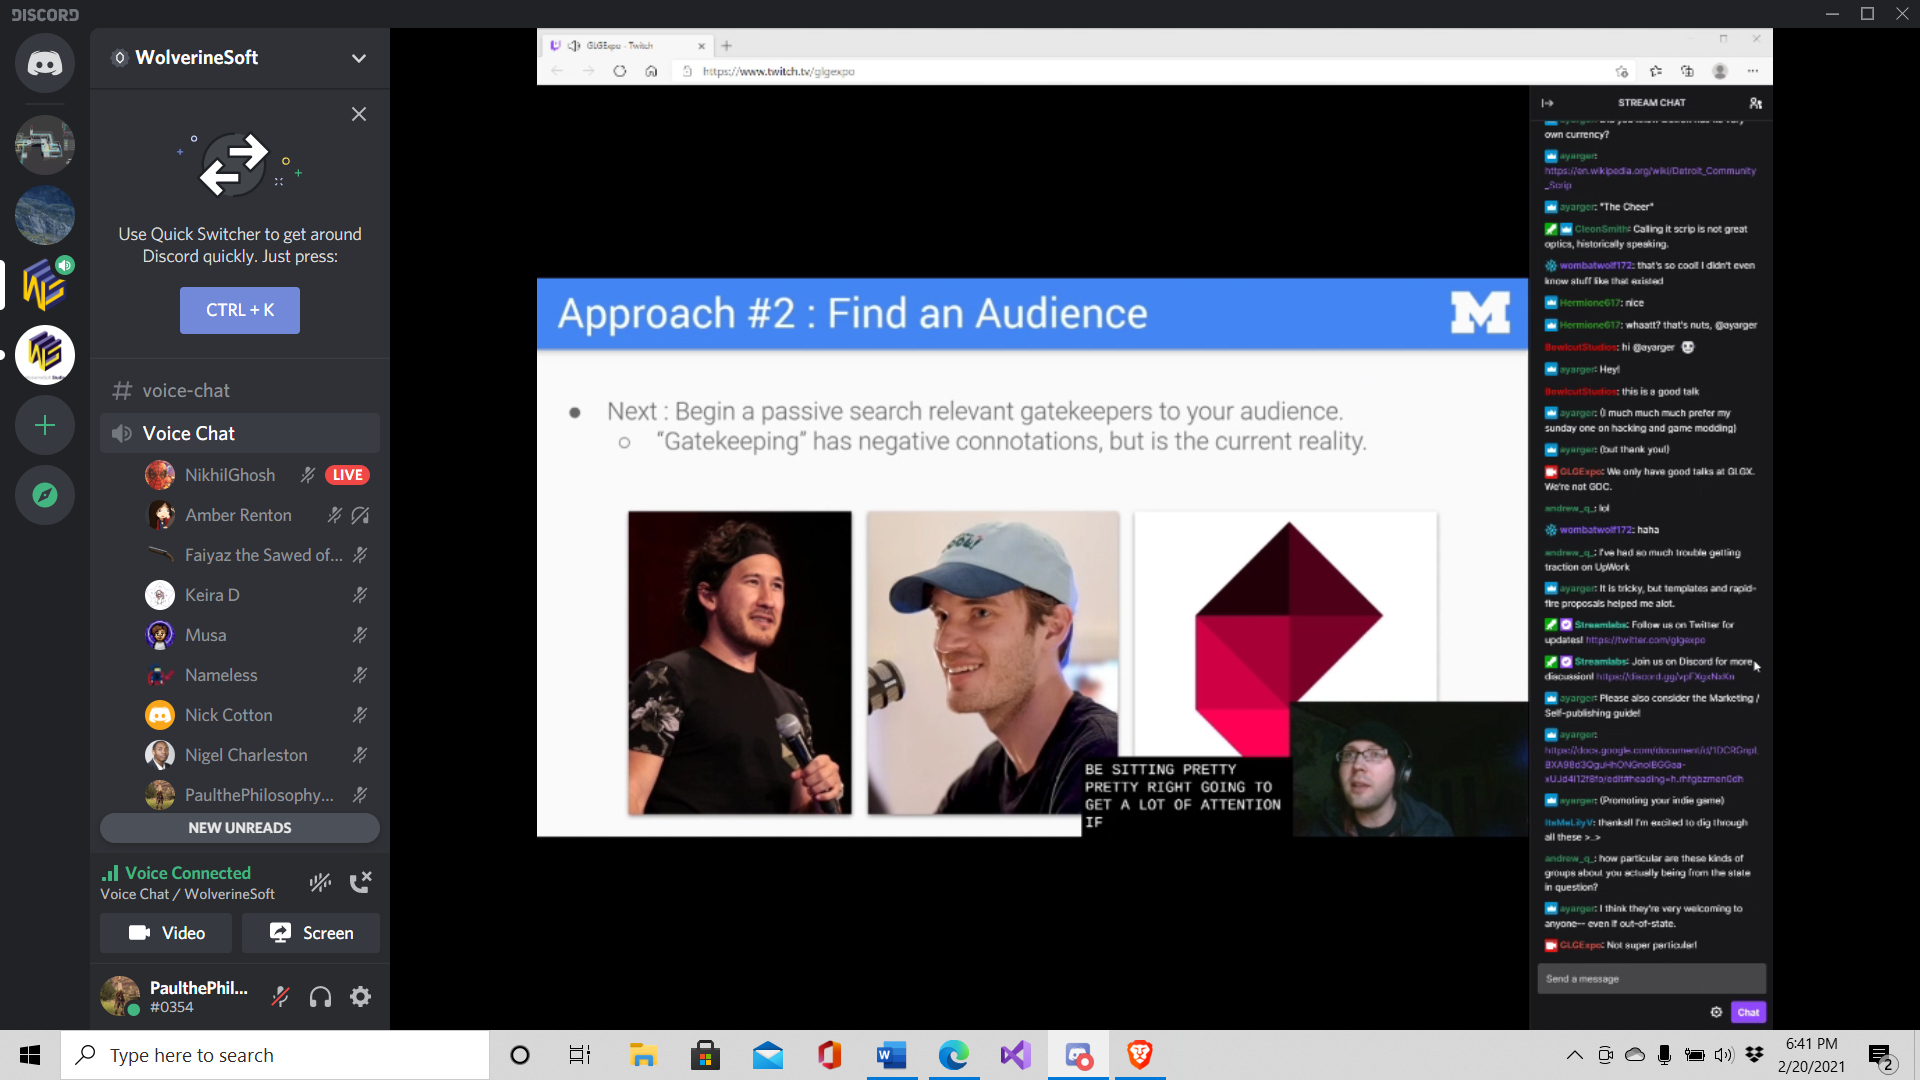 DISCORD
WolverineSoft
Use Quick Switcher to get around
Discord quickly. Just press:
CTRL + K
voice-chat
Voice Chat
NikhilGhosh
LIVE
Amber Renton
Faiyaz the Sawed of...
Keira D
Musa
Nameless
Nick Cotton
Nigel Charleston
PaulthePhilosophy...
NEW UNREADS
Voice Connected
Voice Chat / WolverineSoft
Video
Screen
PaulthePhil...
#0354
GLGExpo - Twitch
https://www.twitch.tv/glgexpo
Approach #2 : Find an Audience
M
Next : Begin a passive search relevant gatekeepers to your audience.
"Gatekeeping" has negative connotations, but is the current reality.
BE SITTING PRETTY
PRETTY RIGHT GOING TO
GET A LOT OF ATTENTION
IF
STREAM CHAT
own currency?
ayarger:
https://en.wikipedia.org/wiki/Detroit_Community
_Scrip
ayarger: "The Cheer"
CleonSmith: Calling it scrip is not great
optics, historically speaking.
wombatwolf172: that's so cool! I didn't even
know stuff like that existed
Hermione617: nice
Hermione617: whaatt? that's nuts, @ayarger
BowlcutStudios: hi @ayarger
ayarger: Hey!
BowlcutStudios: this is a good talk
ayarger: (I much much much prefer my
sunday one on hacking and game modding)
ayarger: (but thank you!)
GLGExpo: We only have good talks at GLGX.
We're not GDC.
andrew_q_: lol
wombatwolf172: haha
andrew_q_: I've had so much trouble getting
traction on UpWork
ayarger: It is tricky, but templates and rapid-
fire proposals helped me alot.
Streamlabs: Follow us on Twitter for
updates! https://twitter.com/glgexpo
Streamlabs: Join us on Discord for more
discussion!
ayarger: Please also consider the Marketing /
Self-publishing guide!
ayarger:
ayarger: (Promoting your indie game)
ItsMeLilyV: thanks!! I'm excited to dig through
all these >.>
andrew_q_: how particular are these kinds of
groups about you actually being from the state
in question?
ayarger: I think they're very welcoming to
anyone-- even if out-of-state.
GLGExpo: Not super particular!
Send a message
Chat
Type here to search
6:41 PM
2/20/2021
2